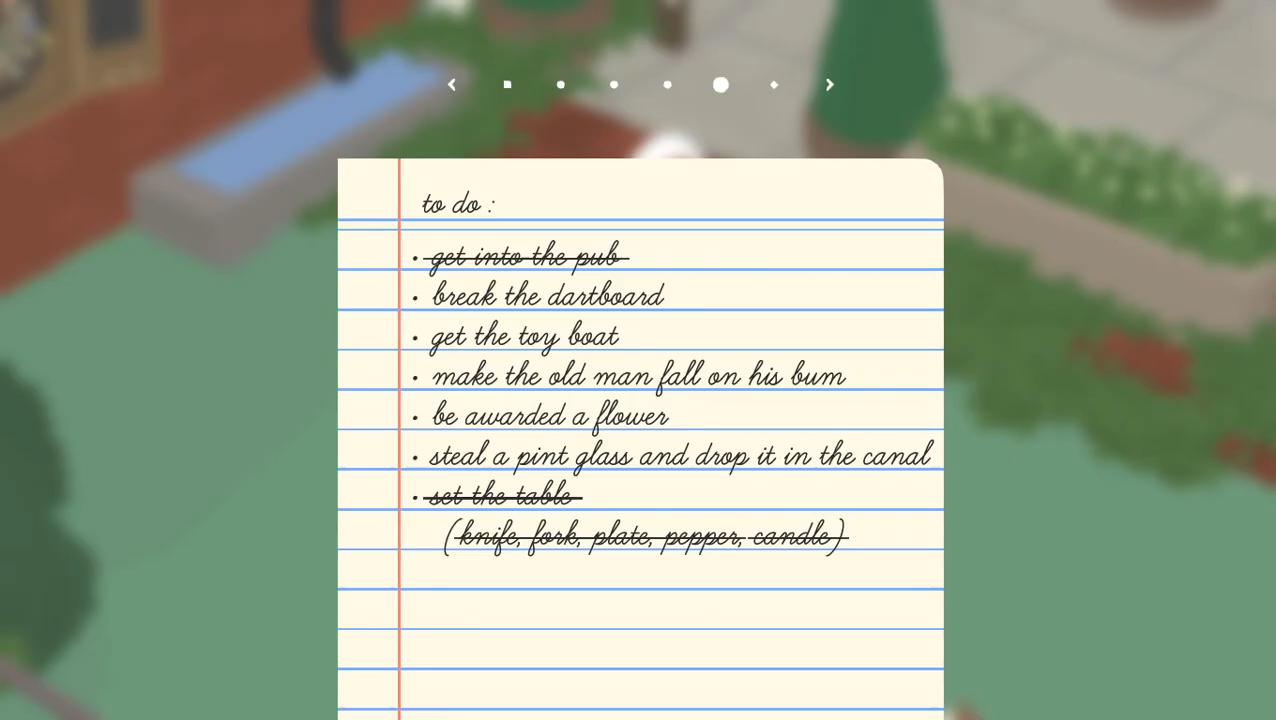 to do :
• get into the pub
• break the dartboard
• get the toy boat
• make the old man fall on his bum
• be awarded a flower
• steal a pint glass and drop it in the canal
• set the table
(knife, fork, plate, pepper, candle)